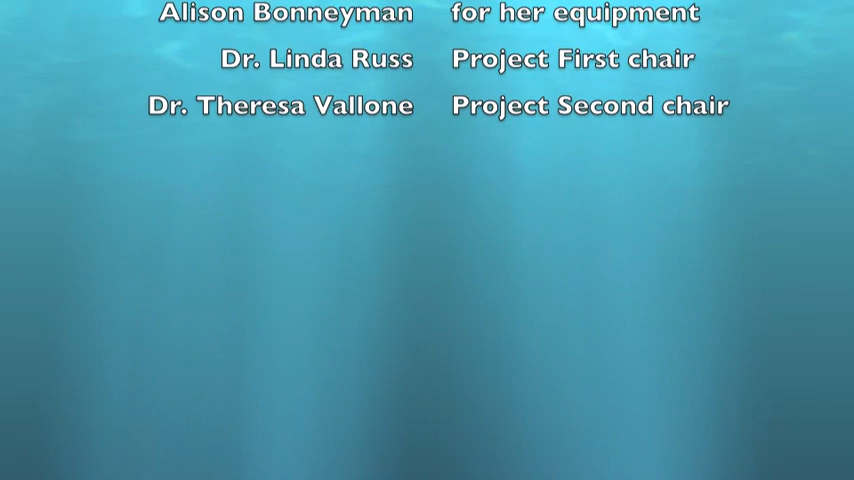 Alison Bonneyman for her equipment
Dr. Linda Russ Project First chair
Dr. Theresa Vallone Project Second chair